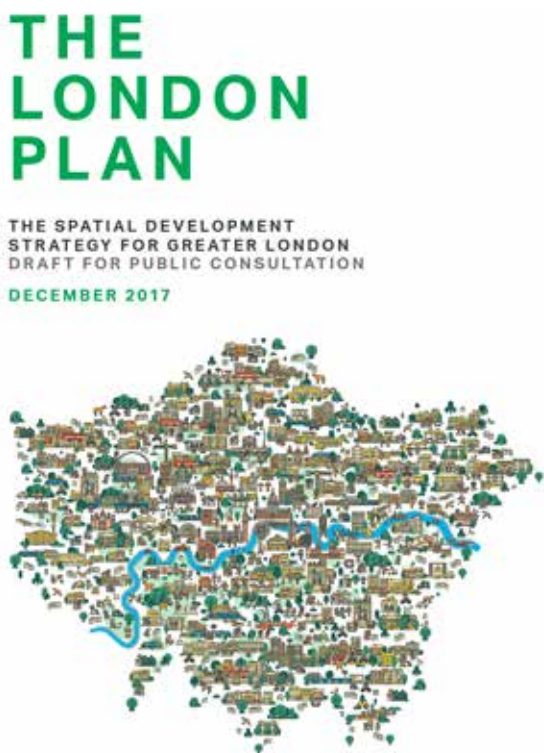 THE
LONDON
PLAN
THE SPATIAL DEVELOPMENT
STRATEGY FOR GREATER LONDON
DRAFT FOR PUBLIC CONSULTATION
DECEMBER 2017